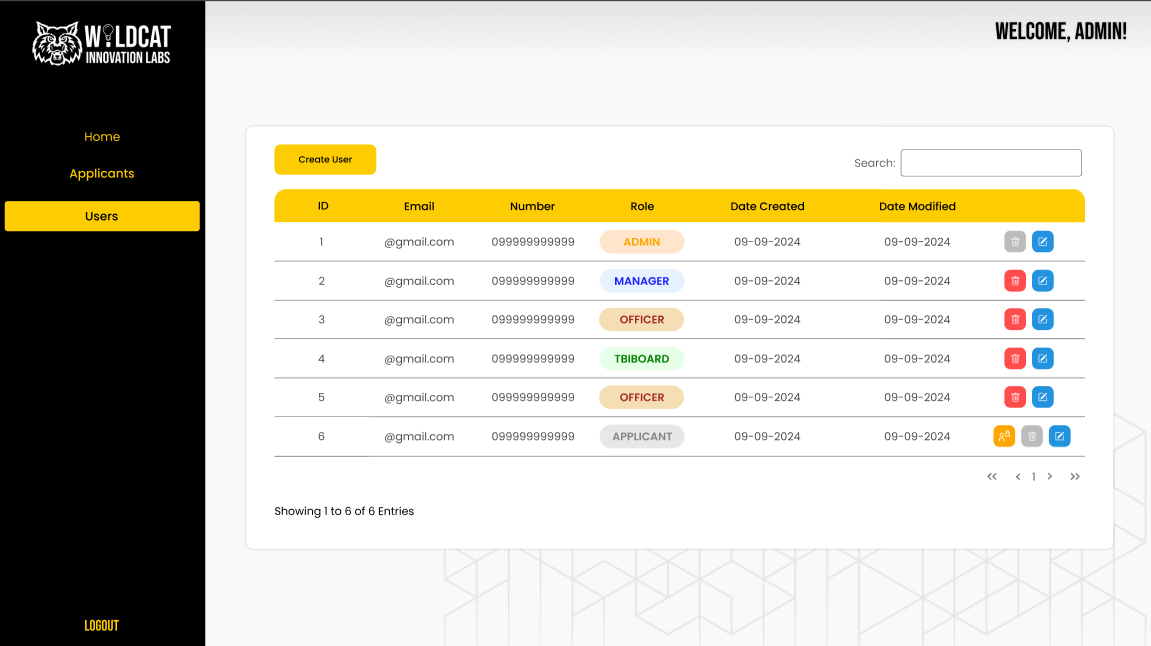 WILDCAT
INNOVATION LABS
WELCOME, ADMIN!
Home
Applicants
Users
LOGOUT
Create User
Search:
ID Email Number Role Date Created Date Modified
1 @gmail.com 099999999999 ADMIN 09-09-2024 09-09-2024
2 @gmail.com 099999999999 MANAGER 09-09-2024 09-09-2024
3 @gmail.com 099999999999 OFFICER 09-09-2024 09-09-2024
4 @gmail.com 099999999999 TBIBOARD 09-09-2024 09-09-2024
5 @gmail.com 099999999999 OFFICER 09-09-2024 09-09-2024
6 @gmail.com 099999999999 APPLICANT 09-09-2024 09-09-2024
<< < 1 > >>
Showing 1 to 6 of 6 Entries